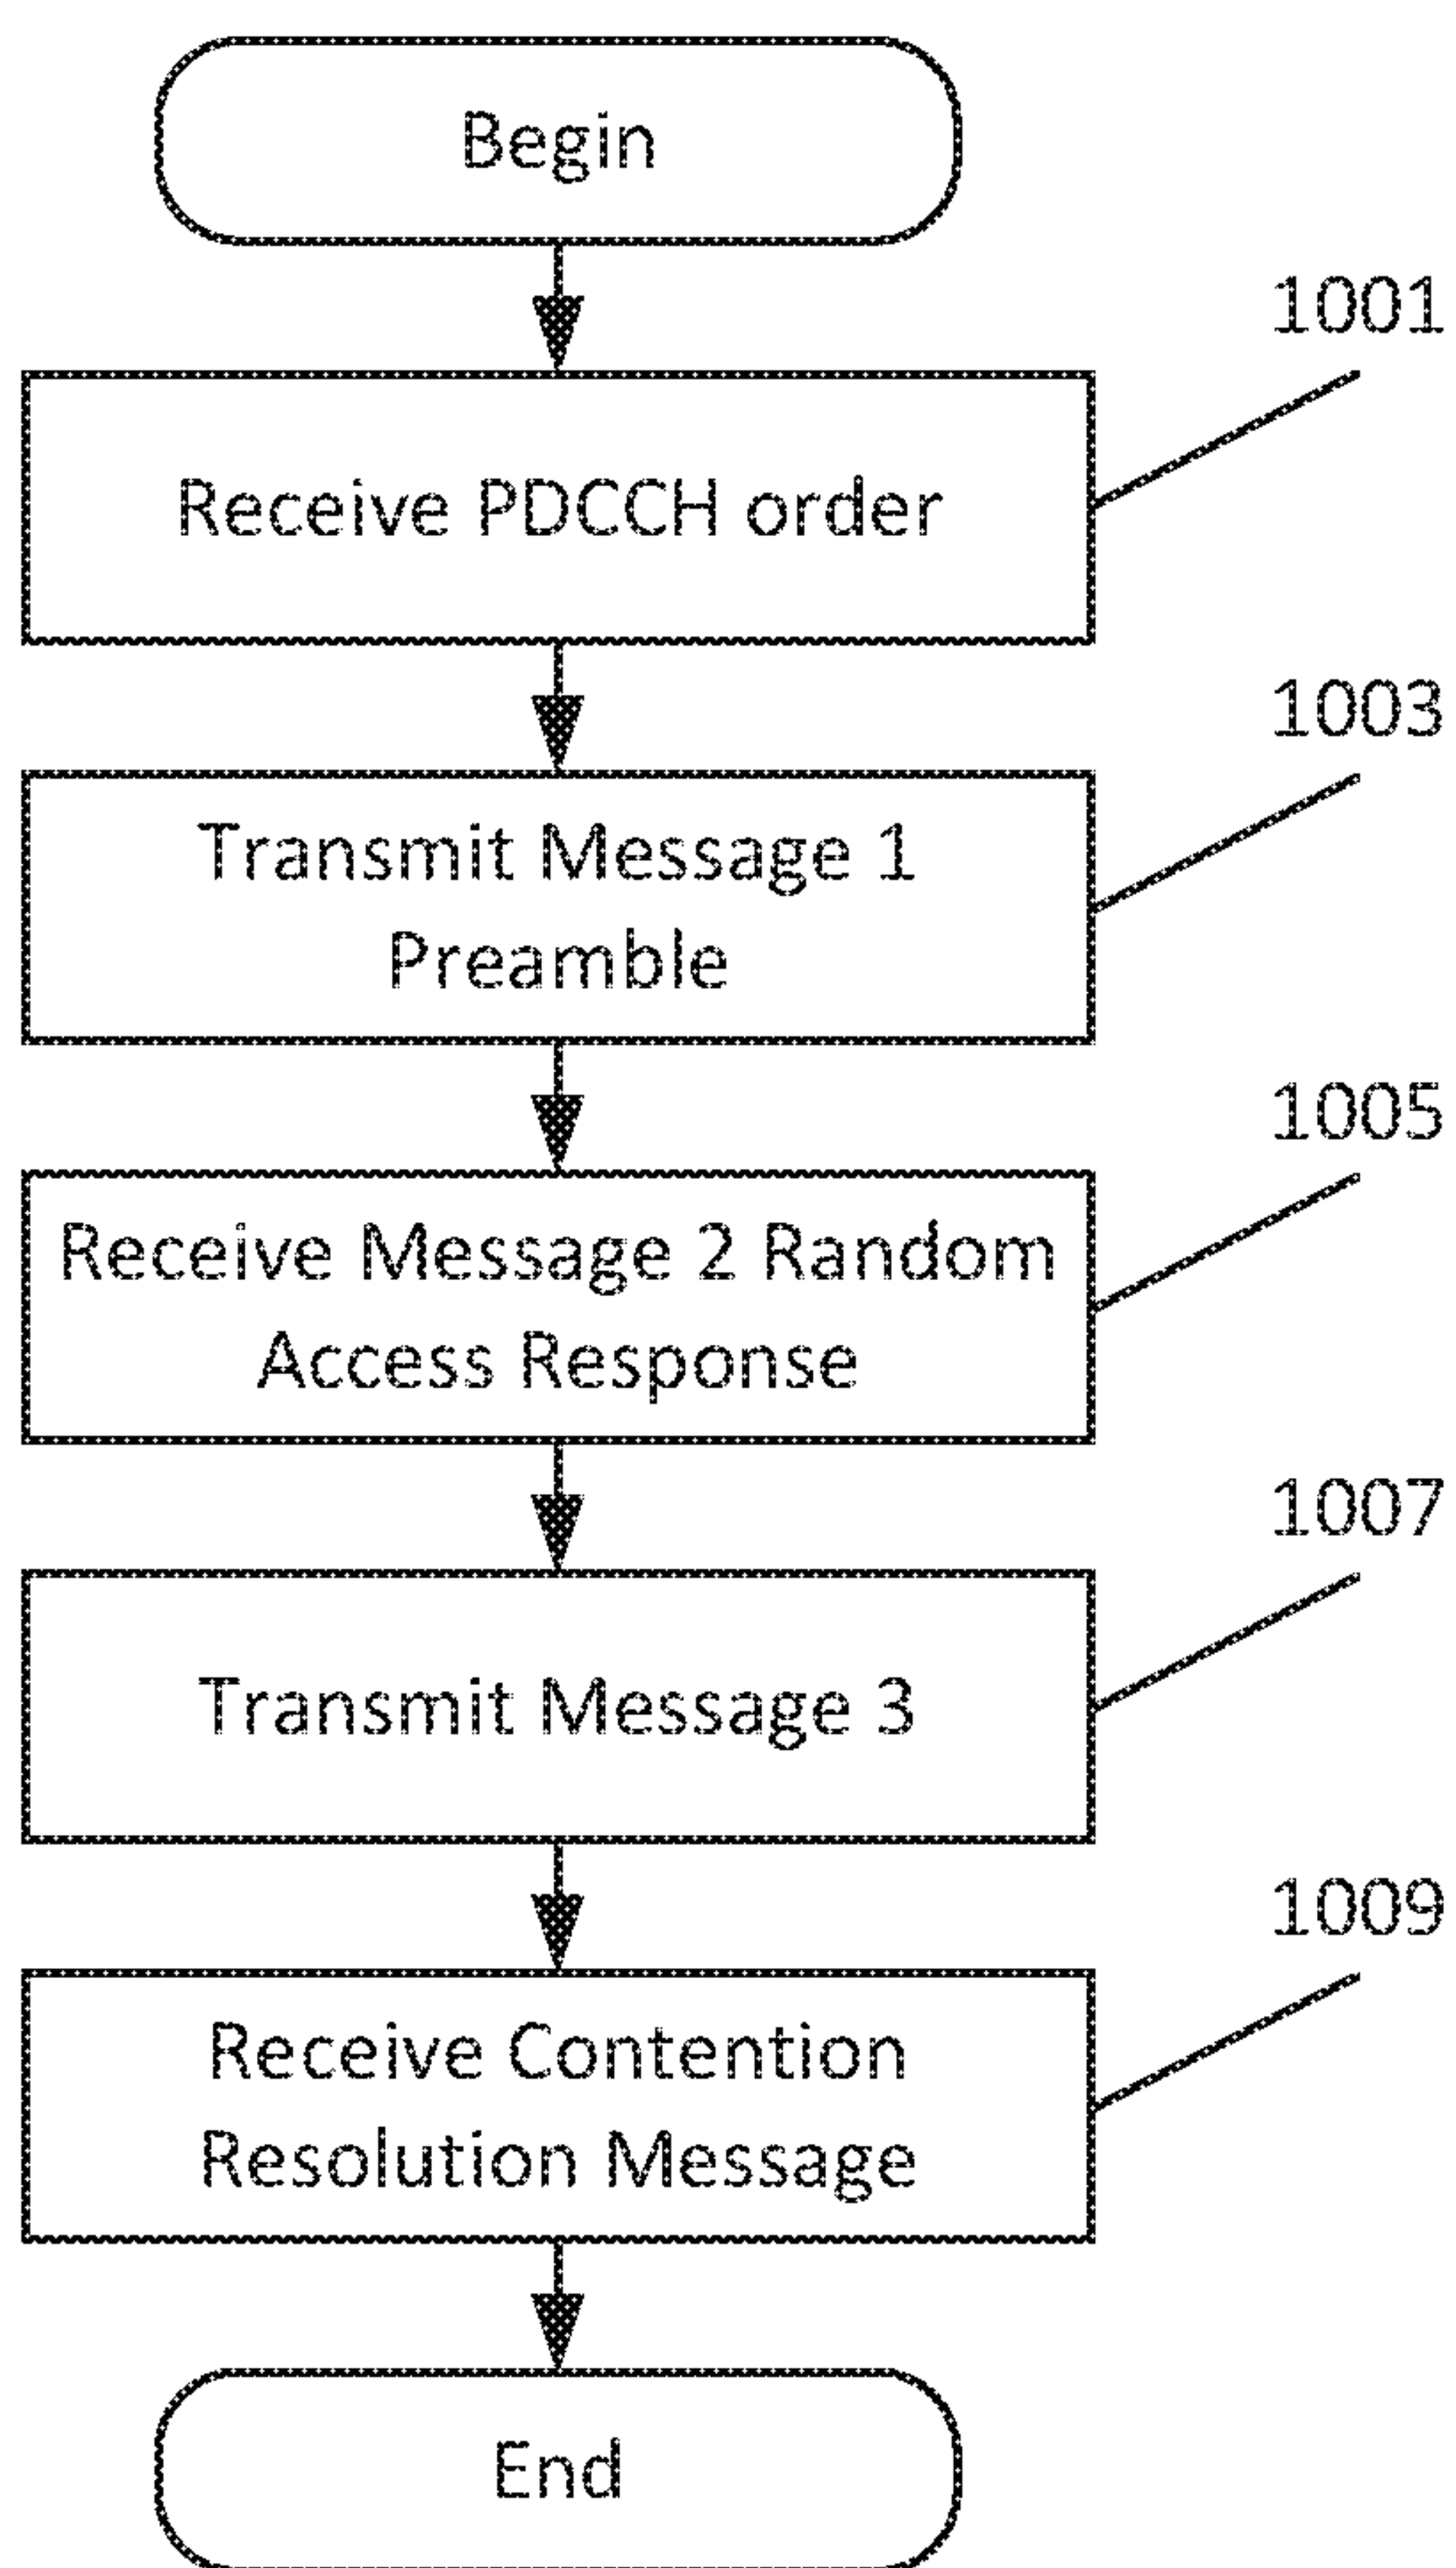 Begin
1001
Receive PDCCH order
1003
Transmit Message 1
Preamble
1005
Receive Message 2 Random
Access Response
1007
Transmit Message 3
1009
Receive Contention
Resolution Message
End